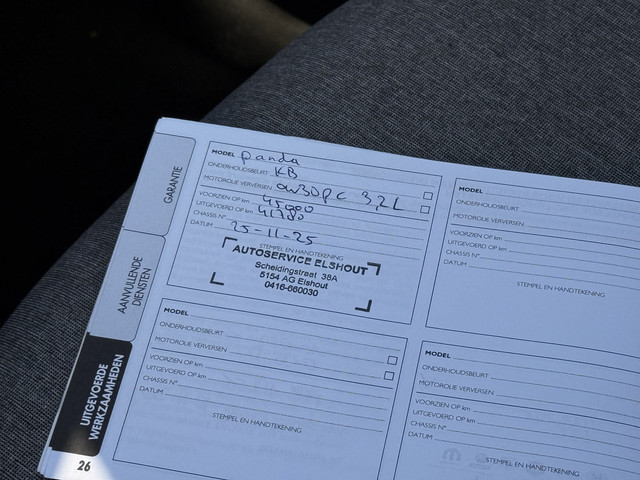 GARANTIE
AANVULLENDE
DIENSTEN
UITGEVOERDE
WERKZAAMHEDEN
26
MODEL panda
ONDERHOUDSBEURT KB
MOTOROLIE VERVERSEN 0W30PC 3,2L
VOORZIEN OP km 45000
UITGEVOERD OP km 41780
CHASSIS N°
DATUM 25-11-25
STEMPEL EN HANDTEKENING
AUTOSERVICE ELSHOUT
Scheidingstraat 38A
5154 AG Elshout
0416-660030
MODEL
ONDERHOUDSBEURT
MOTOROLIE VERVERSEN
VOORZIEN OP km
UITGEVOERD OP km
CHASSIS N°
DATUM
STEMPEL EN HANDTEKENING
MODEL
ONDERHOUDSBEURT
MOTOROLIE VERVERSEN
VOORZIEN OP km
UITGEVOERD OP km
CHASSIS N°
DATUM
STEMPEL EN HANDTEKENING
MODEL
ONDERHOUDSBEURT
MOTOROLIE VERVERSEN
VOORZIEN OP km
UITGEVOERD OP km
CHASSIS N°
DATUM
STEMPEL EN HANDTEKENING